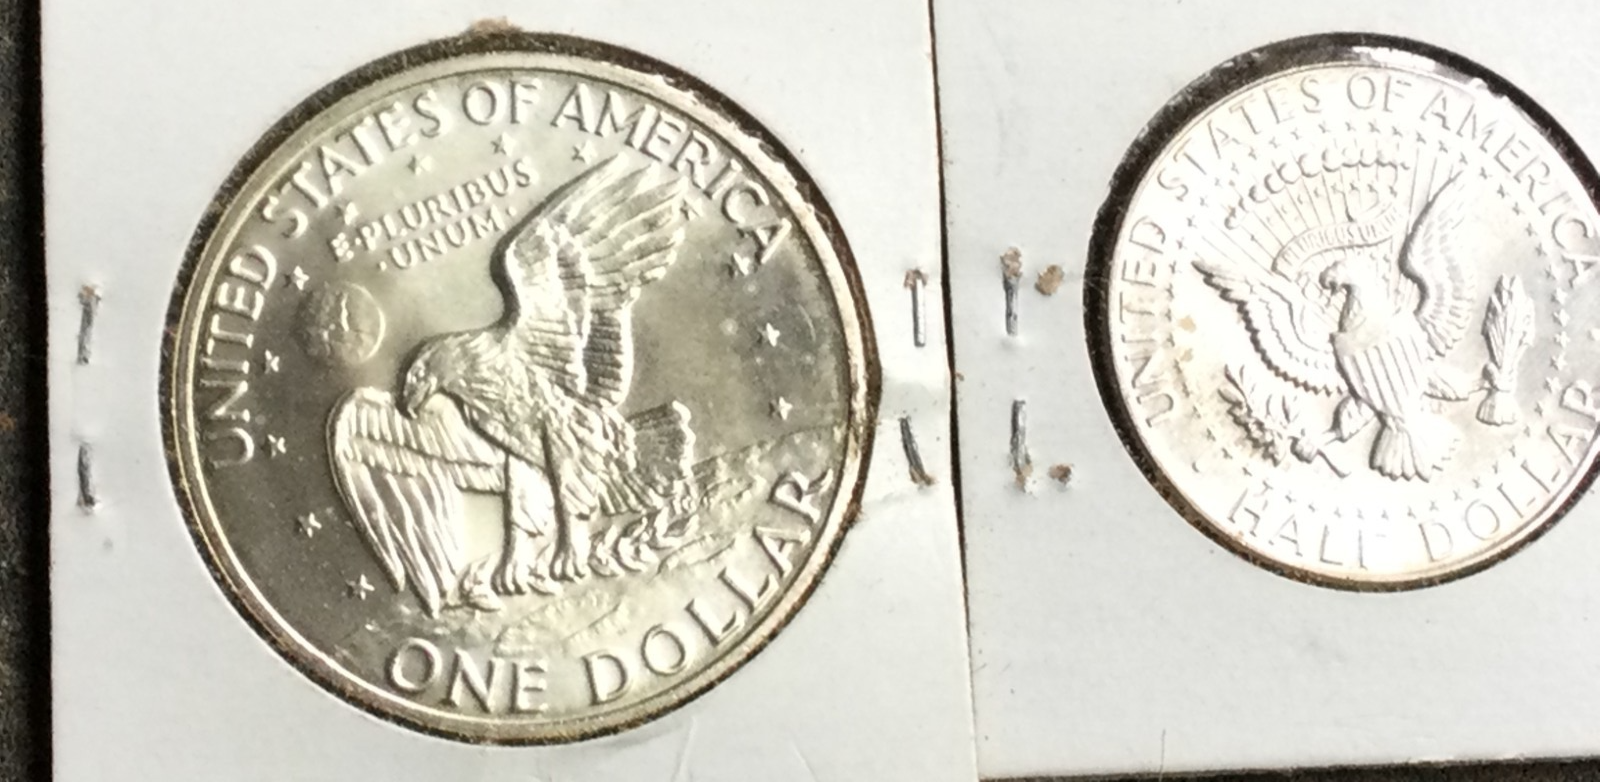 UNITED STATES OF AMERICA
E·PLURIBUS
·UNUM·
ONE DOLLAR
UNITED STATES OF AMERICA
HALF DOLLAR